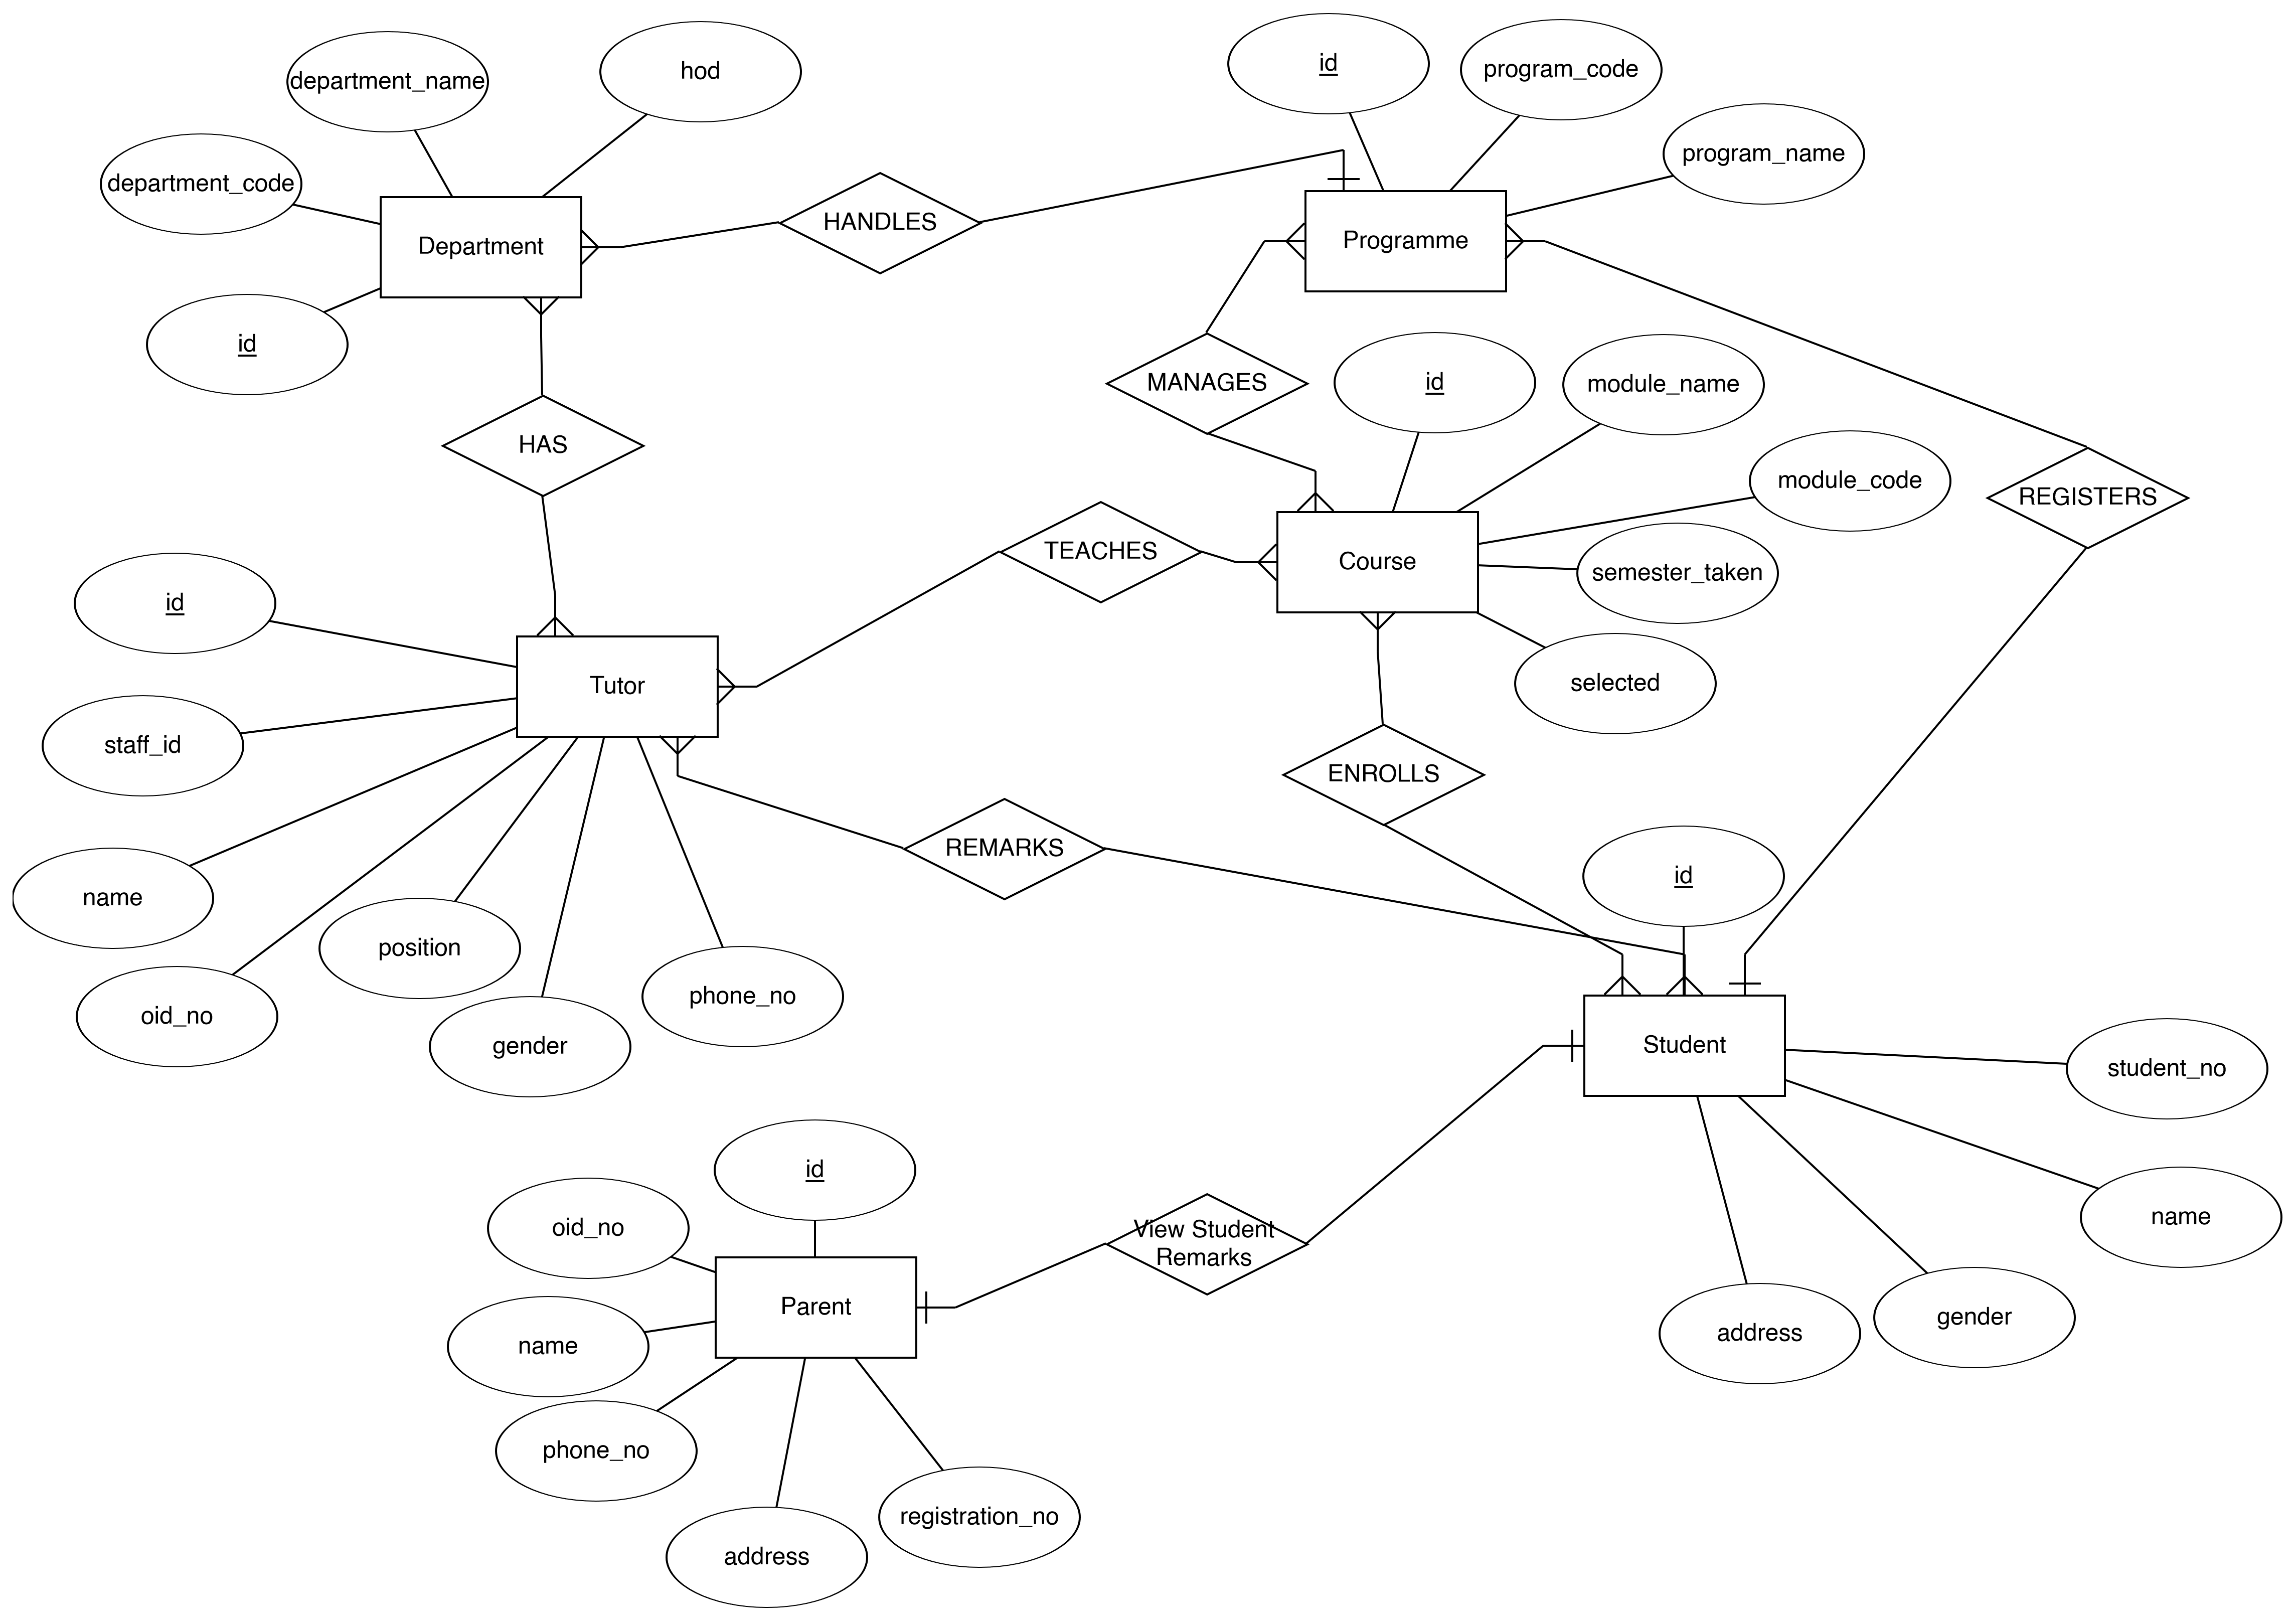 id
program_code
hod
department_name
program_name
department_code
HANDLES
Programme
Department
id
MANAGES
id
module_name
HAS
module_code
REGISTERS
TEACHES
Course
semester_taken
id
selected
Tutor
staff_id
ENROLLS
REMARKS
id
name
position
phone_no
oid_no
gender
Student
student_no
id
name
oid_no
View Student
Remarks
Parent
gender
address
name
phone_no
registration_no
address